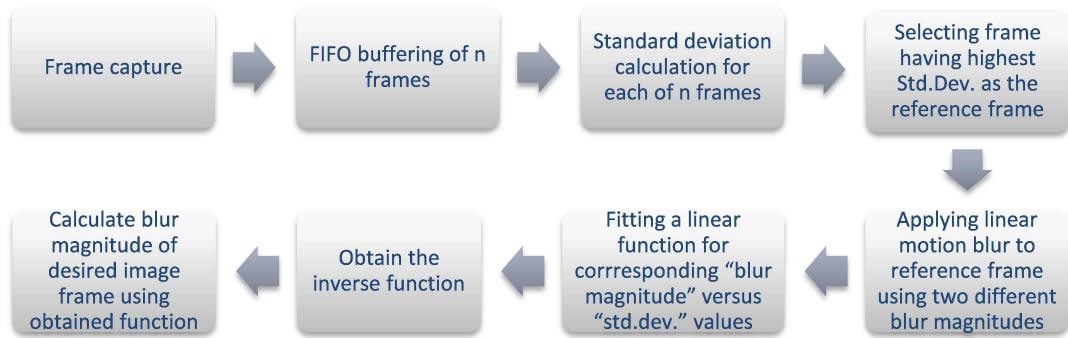 Frame capture
FIFO buffering of n
frames
Standard deviation
calculation for
each of n frames
Selecting frame
having highest
Std.Dev. as the
reference frame
Applying linear
motion blur to
reference frame
using two different
blur magnitudes
Fitting a linear
function for
corrresponding “blur
magnitude” versus
“std.dev.” values
Obtain the
inverse function
Calculate blur
magnitude of
desired image
frame using
obtained function